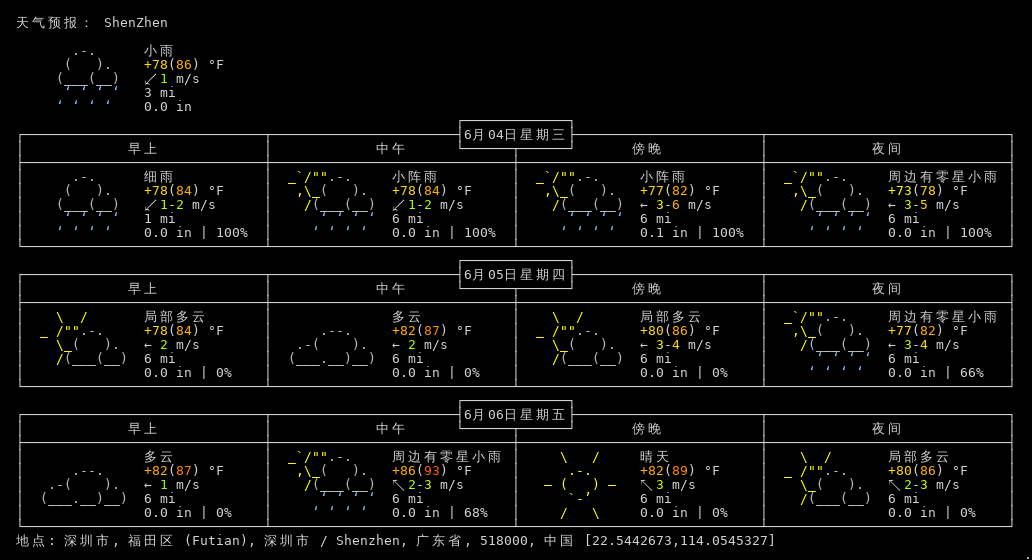 天气预报： ShenZhen
小雨
+78(86) °F
↙ 1 m/s
3 mi
0.0 in
6月04日星期三
早上 中午 傍晚 夜间
细雨 小阵雨 小阵雨 周边有零星小雨
+78(84) °F +78(84) °F +77(82) °F +73(78) °F
↙ 1-2 m/s ↙ 1-2 m/s ← 3-6 m/s ← 3-5 m/s
1 mi 6 mi 6 mi 6 mi
0.0 in | 100% 0.0 in | 100% 0.1 in | 100% 0.0 in | 100%
6月05日星期四
早上 中午 傍晚 夜间
局部多云 多云 局部多云 周边有零星小雨
+78(84) °F +82(87) °F +80(86) °F +77(82) °F
← 2 m/s ← 2 m/s ← 3-4 m/s ← 3-4 m/s
6 mi 6 mi 6 mi 6 mi
0.0 in | 0% 0.0 in | 0% 0.0 in | 0% 0.0 in | 66%
6月06日星期五
早上 中午 傍晚 夜间
多云 周边有零星小雨 晴天 局部多云
+82(87) °F +86(93) °F +82(89) °F +80(86) °F
← 1 m/s ↖ 2-3 m/s ↖ 3 m/s ↖ 2-3 m/s
6 mi 6 mi 6 mi 6 mi
0.0 in | 0% 0.0 in | 68% 0.0 in | 0% 0.0 in | 0%
地点: 深圳市, 福田区 (Futian), 深圳市 / Shenzhen, 广东省, 518000, 中国 [22.5442673,114.0545327]